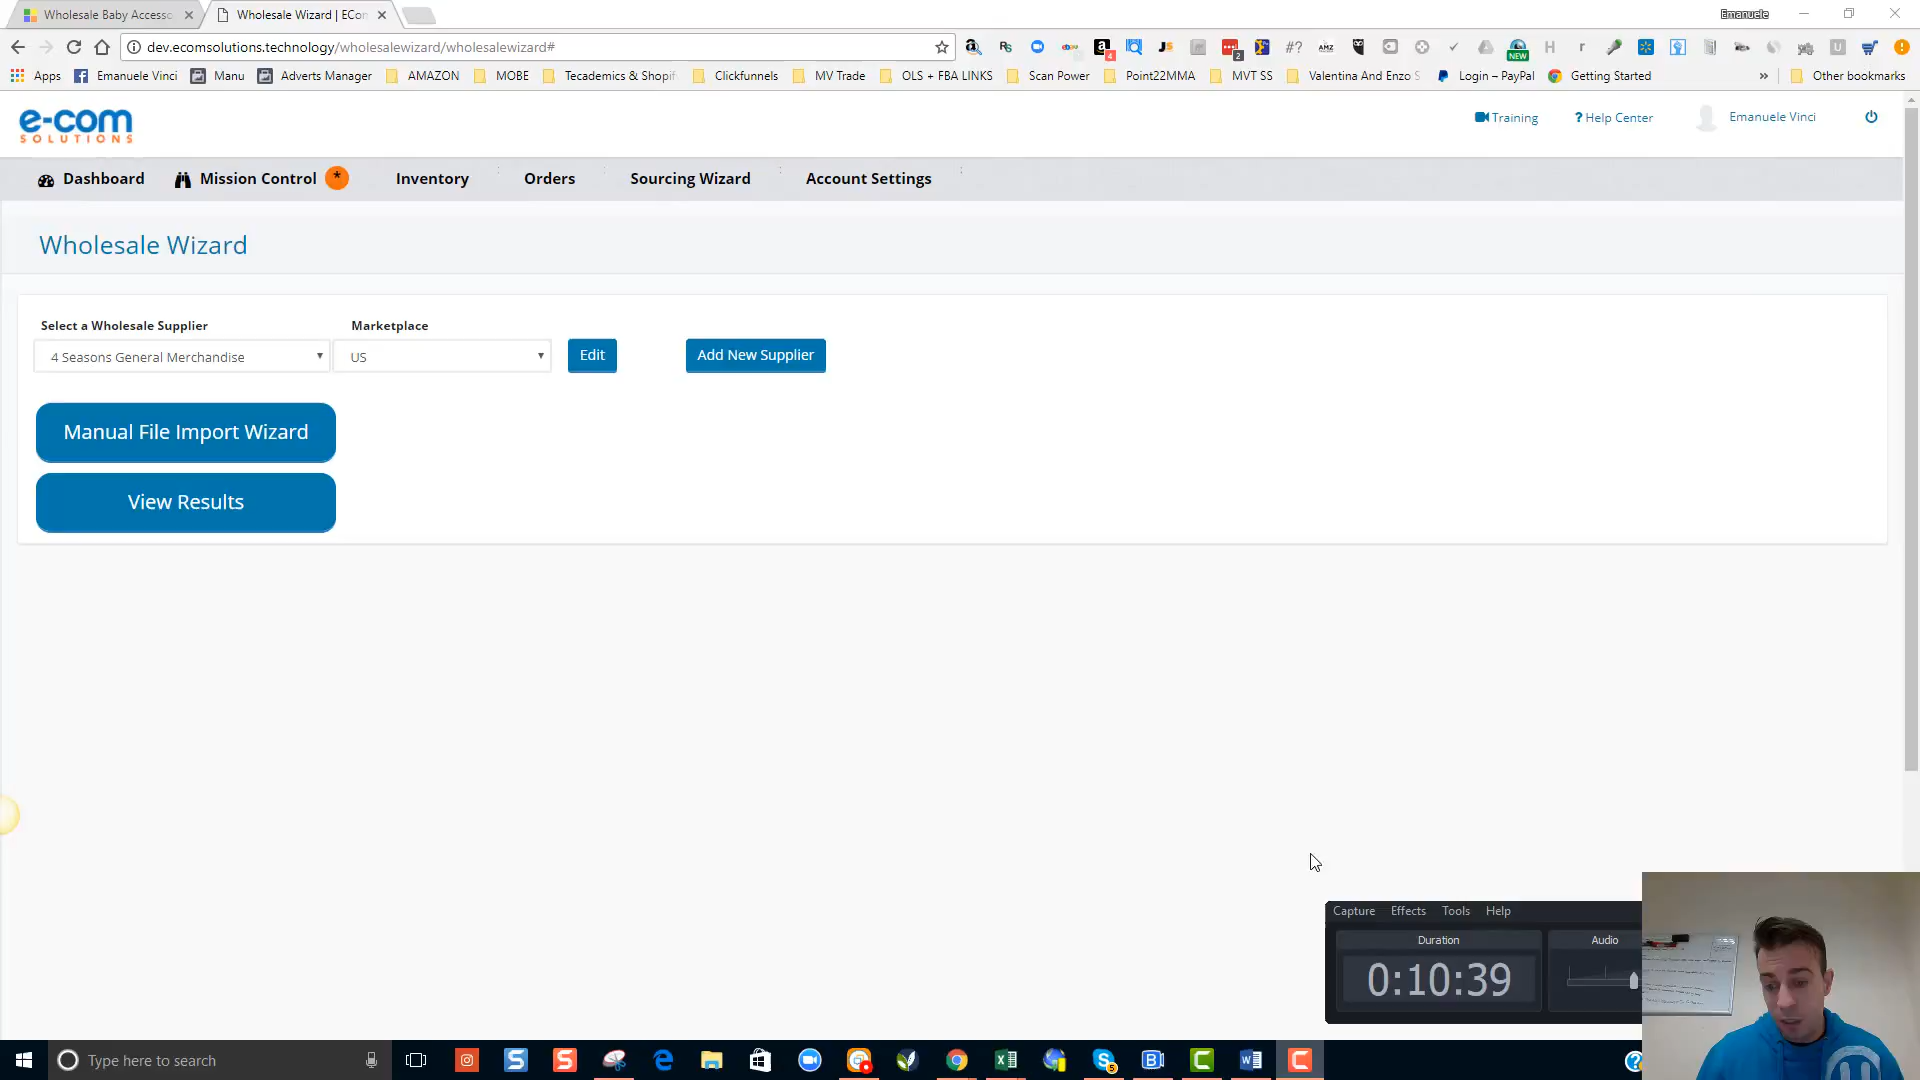 Wholesale Baby Accesso
Wholesale Wizard | ECom
Emanuele
dev.ecomsolutions.technology/wholesalewizard/wholesalewizard#
Apps Emanuele Vinci Manu Adverts Manager AMAZON MOBE Tecademics & Shopif Clickfunnels MV Trade OLS + FBA LINKS Scan Power Point22MMA MVT SS Valentina And Enzo S Login – PayPal Getting Started » Other bookmarks
e-com
SOLUTIONS
Training ? Help Center Emanuele Vinci
Dashboard Mission Control * Inventory Orders Sourcing Wizard Account Settings
Wholesale Wizard
Select a Wholesale Supplier Marketplace
4 Seasons General Merchandise US Edit Add New Supplier
Manual File Import Wizard
View Results
Capture Effects Tools Help
Duration Audio
0:10:39
Type here to search